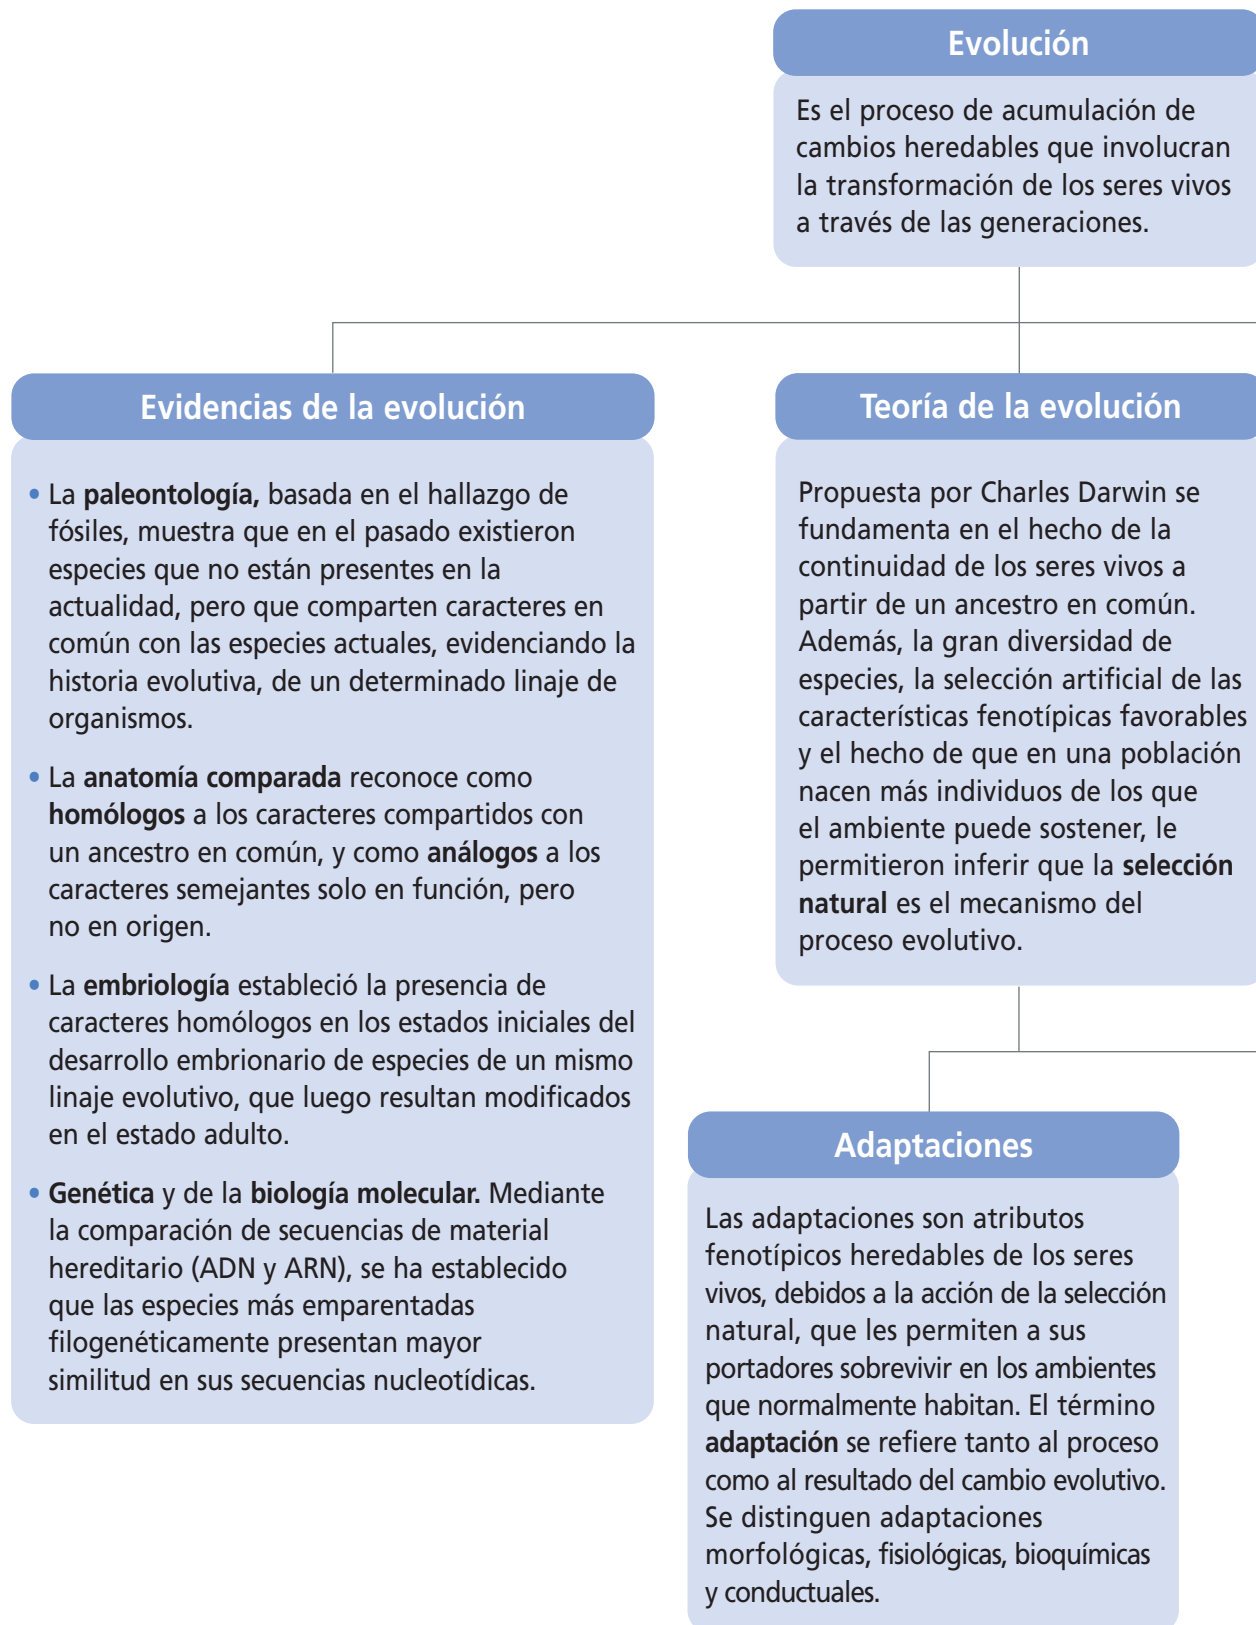 Evolución
Es el proceso de acumulación de
cambios heredables que involucran
la transformación de los seres vivos
a través de las generaciones.
Evidencias de la evolución
• La paleontología, basada en el hallazgo de
fósiles, muestra que en el pasado existieron
especies que no están presentes en la
actualidad, pero que comparten caracteres en
común con las especies actuales, evidenciando la
historia evolutiva, de un determinado linaje de
organismos.
• La anatomía comparada reconoce como
homólogos a los caracteres compartidos con
un ancestro en común, y como análogos a los
caracteres semejantes solo en función, pero
no en origen.
• La embriología estableció la presencia de
caracteres homólogos en los estados iniciales del
desarrollo embrionario de especies de un mismo
linaje evolutivo, que luego resultan modificados
en el estado adulto.
• Genética y de la biología molecular. Mediante
la comparación de secuencias de material
hereditario (ADN y ARN), se ha establecido
que las especies más emparentadas
filogenéticamente presentan mayor
similitud en sus secuencias nucleotídicas.
Teoría de la evolución
Propuesta por Charles Darwin se
fundamenta en el hecho de la
continuidad de los seres vivos a
partir de un ancestro en común.
Además, la gran diversidad de
especies, la selección artificial de las
características fenotípicas favorables
y el hecho de que en una población
nacen más individuos de los que
el ambiente puede sostener, le
permitieron inferir que la selección
natural es el mecanismo del
proceso evolutivo.
Adaptaciones
Las adaptaciones son atributos
fenotípicos heredables de los seres
vivos, debidos a la acción de la selección
natural, que les permiten a sus
portadores sobrevivir en los ambientes
que normalmente habitan. El término
adaptación se refiere tanto al proceso
como al resultado del cambio evolutivo.
Se distinguen adaptaciones
morfológicas, fisiológicas, bioquímicas
y conductuales.